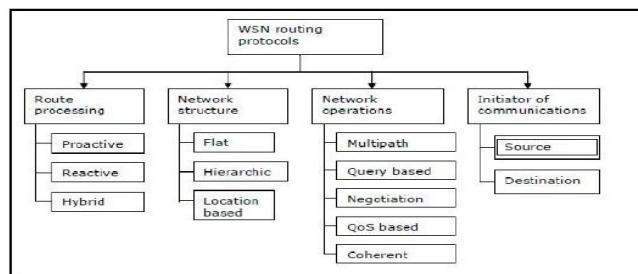 WSN routing
protocols
Route
processing
Proactive
Reactive
Hybrid
Network
structure
Flat
Hierarchic
Location
based
Network
operations
Multipath
Query based
Negotiation
QoS based
Coherent
Initiator of
communications
Source
Destination